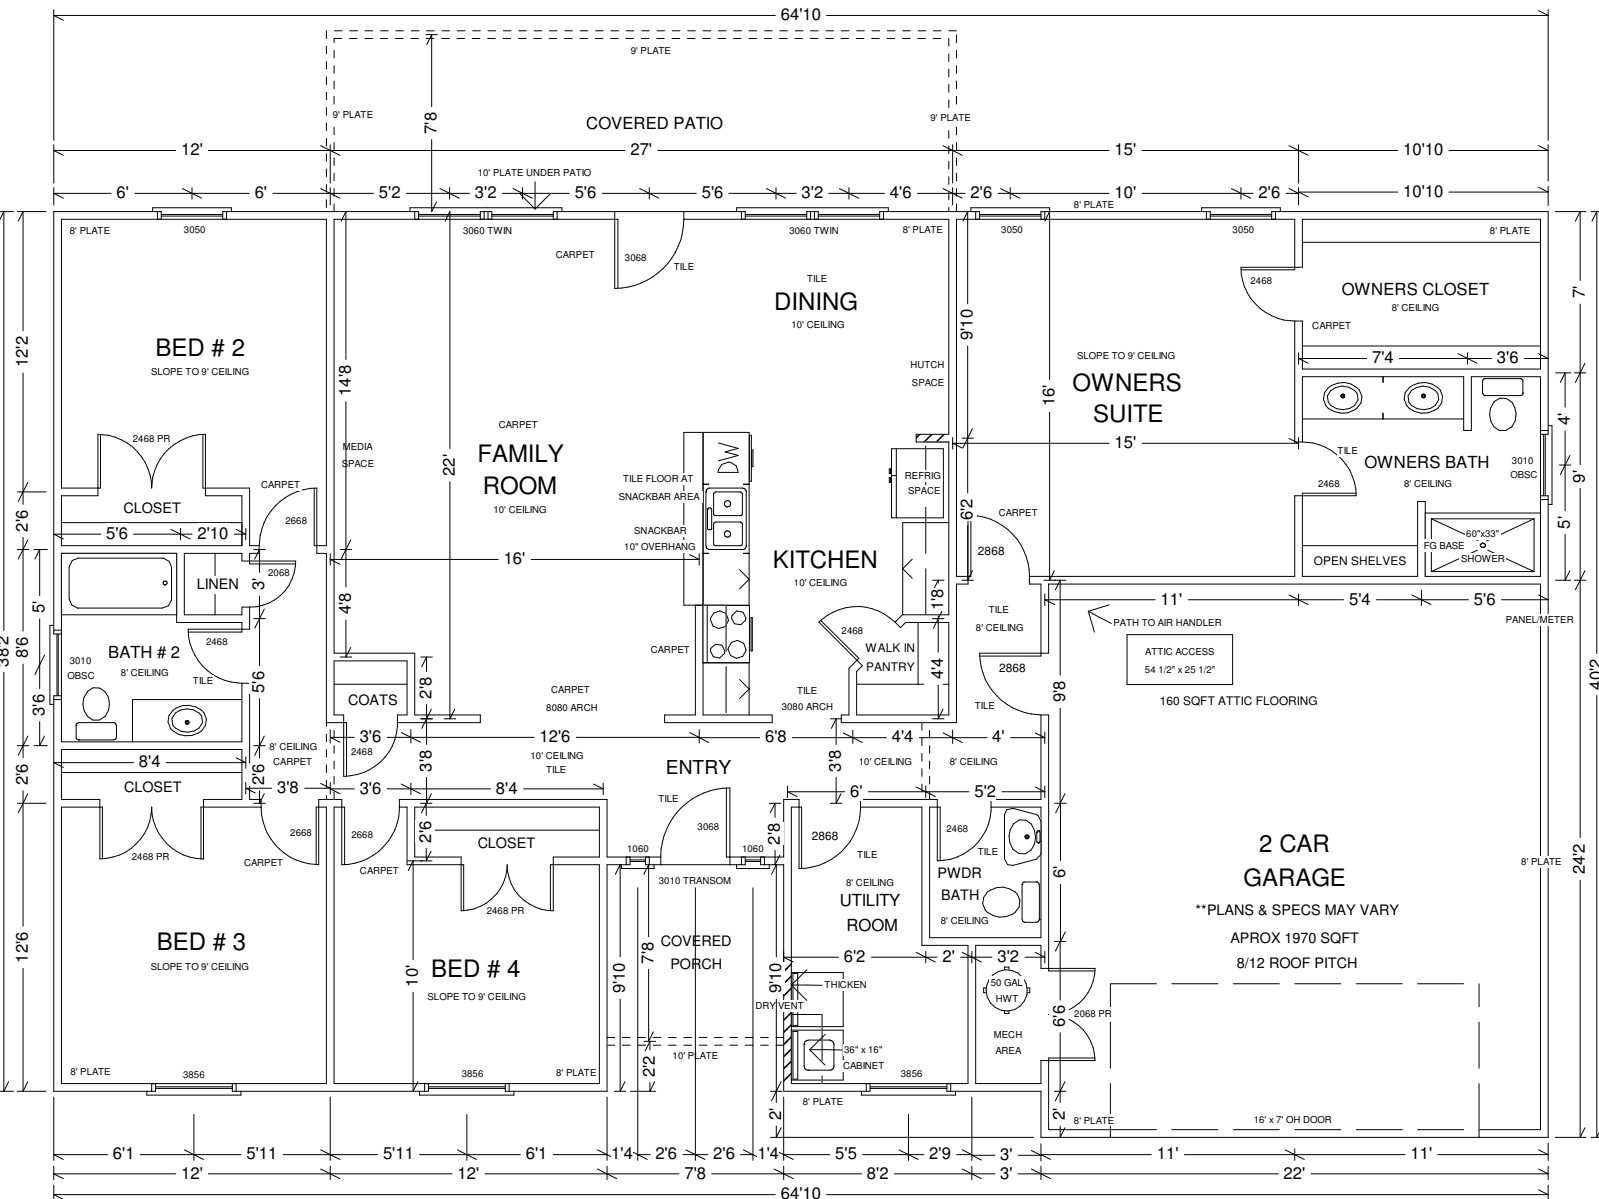 64'10
9' PLATE
9' PLATE
7'8
COVERED PATIO
9' PLATE
12'
27'
15'
10'10
10' PLATE UNDER PATIO
6'
6'
5'2
3'2
5'6
5'6
3'2
4'6
2'6
10'
2'6
10'10
8' PLATE
8' PLATE
3050
3060 TWIN
3060 TWIN
8' PLATE
3050
3050
8' PLATE
CARPET
3068
TILE
TILE
DINING
10' CEILING
2468
OWNERS CLOSET
8' CEILING
CARPET
7'
9'10
12'2
BED # 2
SLOPE TO 9' CEILING
14'8
HUTCH
SPACE
SLOPE TO 9' CEILING
OWNERS
SUITE
16'
7'4
3'6
4'
2468 PR
CARPET
MEDIA
SPACE
FAMILY
ROOM
10' CEILING
22'
DW
15'
TILE
OWNERS BATH
8' CEILING
2468
3010
OBSC
9'
TILE FLOOR AT
SNACKBAR AREA
REFRIG
SPACE
CARPET
CLOSET
2668
2'6
5'6
2'10
SNACKBAR
10" OVERHANG
6'2
CARPET
2868
5'
60"x33"
FG BASE
SHOWER
OPEN SHELVES
16'
KITCHEN
10' CEILING
LINEN
2068
3'
5'
4'8
1'8
11'
5'4
5'6
TILE
8' CEILING
PATH TO AIR HANDLER
PANEL/METER
38'2
8'6
BATH # 2
8' CEILING
2468
TILE
3010
OBSC
2468
WALK IN
PANTRY
CARPET
2868
ATTIC ACCESS
54 1/2" x 25 1/2"
160 SQFT ATTIC FLOORING
40'2
3'6
5'6
2'8
COATS
CARPET
8080 ARCH
TILE
3080 ARCH
4'4
TILE
9'8
8' CEILING
CARPET
3'6
12'6
6'8
4'4
4'
2468
10' CEILING
TILE
ENTRY
10' CEILING
8' CEILING
2'6
8'4
2'6
3'8
3'8
CLOSET
3'8
3'6
8'4
6'
5'2
TILE
2668
2668
2'6
3068
2'8
2868
2468
CLOSET
2468 PR
CARPET
CARPET
1060
1060
TILE
TILE
2 CAR
GARAGE
**PLANS & SPECS MAY VARY
APROX 1970 SQFT
8/12 ROOF PITCH
8' PLATE
24'2
3010 TRANSOM
8' CEILING
UTILITY
ROOM
PWDR
BATH
8' CEILING
6'
2468 PR
12'6
BED # 3
SLOPE TO 9' CEILING
BED # 4
SLOPE TO 9' CEILING
10'
COVERED
PORCH
7'8
9'10
9'10
6'2
2'
3'2
THICKEN
DRY VENT
50 GAL
HWT
2068 PR
6'6
MECH
AREA
10' PLATE
2'2
36" x 16"
CABINET
8' PLATE
3856
3856
8' PLATE
3856
8' PLATE
2'
2'
8' PLATE
16' x 7' OH DOOR
6'1
5'11
5'11
6'1
1'4
2'6
2'6
1'4
5'5
2'9
3'
11'
11'
12'
12'
7'8
8'2
3'
22'
64'10